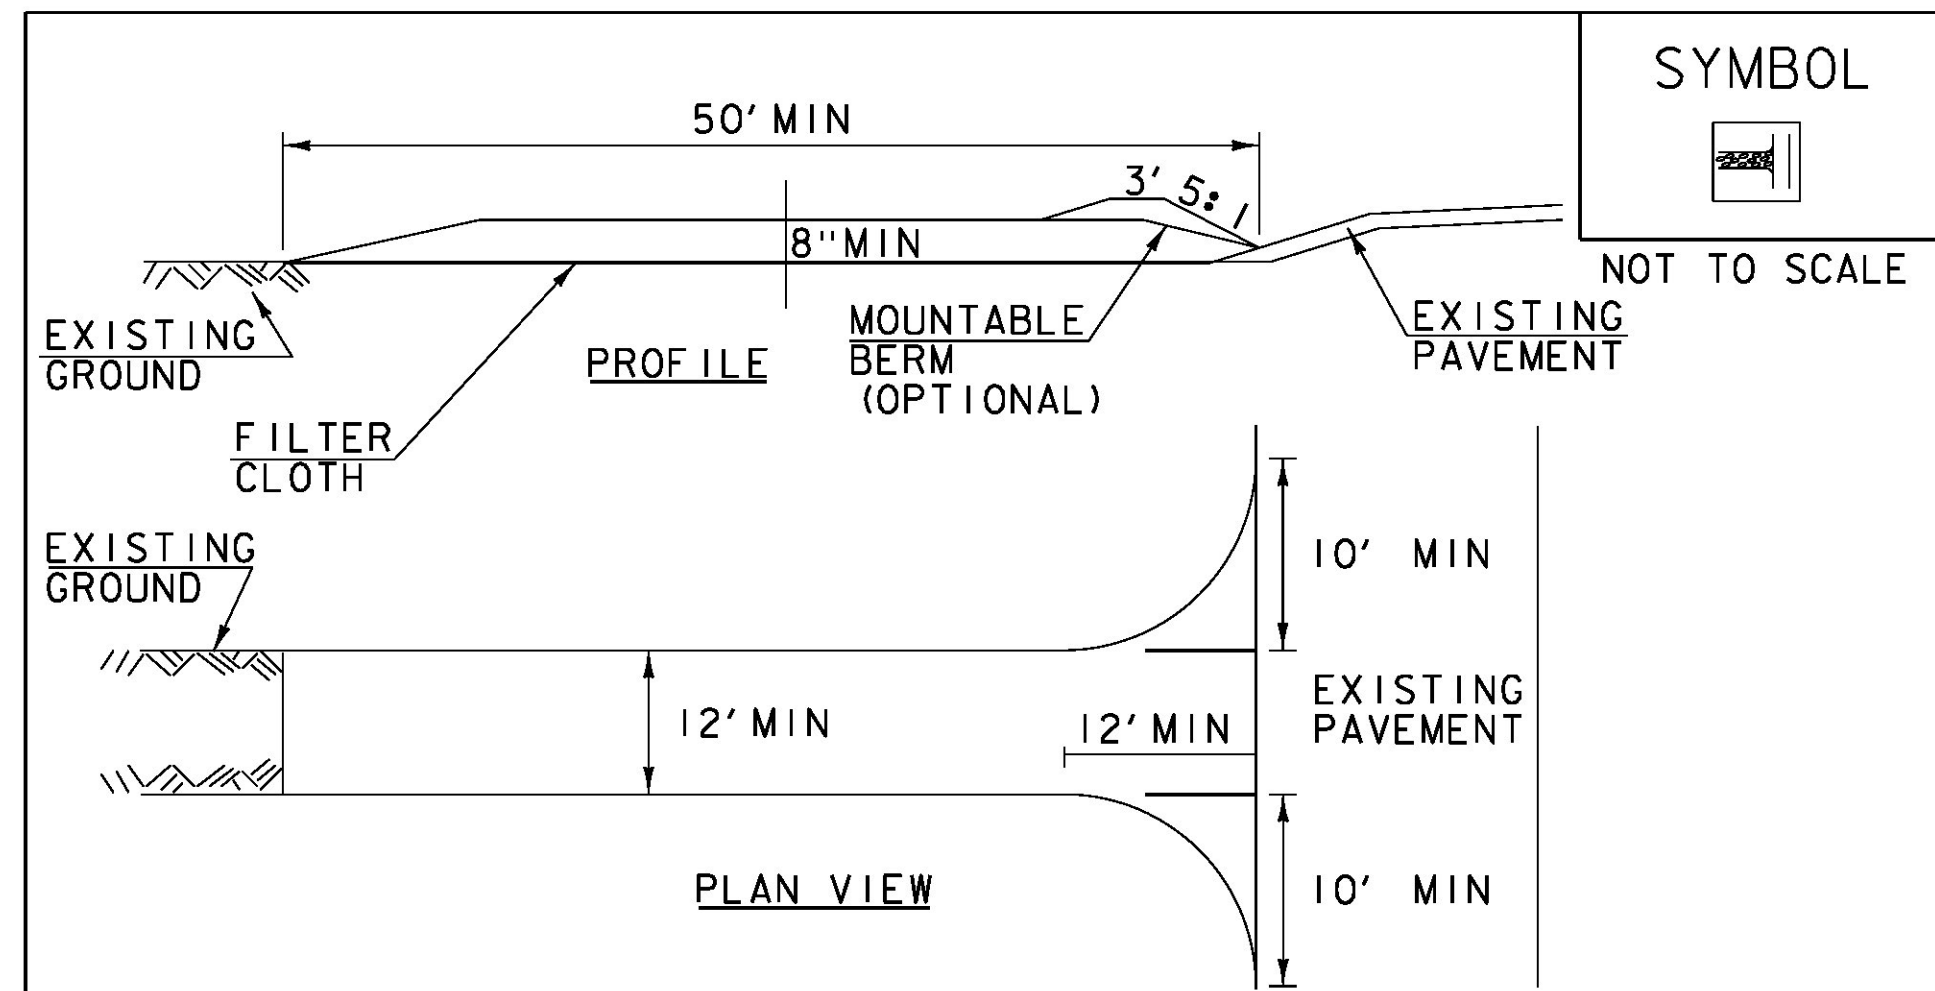 SYMBOL
50' MIN
3' 5:1
8" MIN
NOT TO SCALE
EXISTING
GROUND
PROFILE
MOUNTABLE
BERM
(OPTIONAL)
EXISTING
PAVEMENT
FILTER
CLOTH
EXISTING
GROUND
10' MIN
12' MIN
12' MIN
EXISTING
PAVEMENT
PLAN VIEW
10' MIN